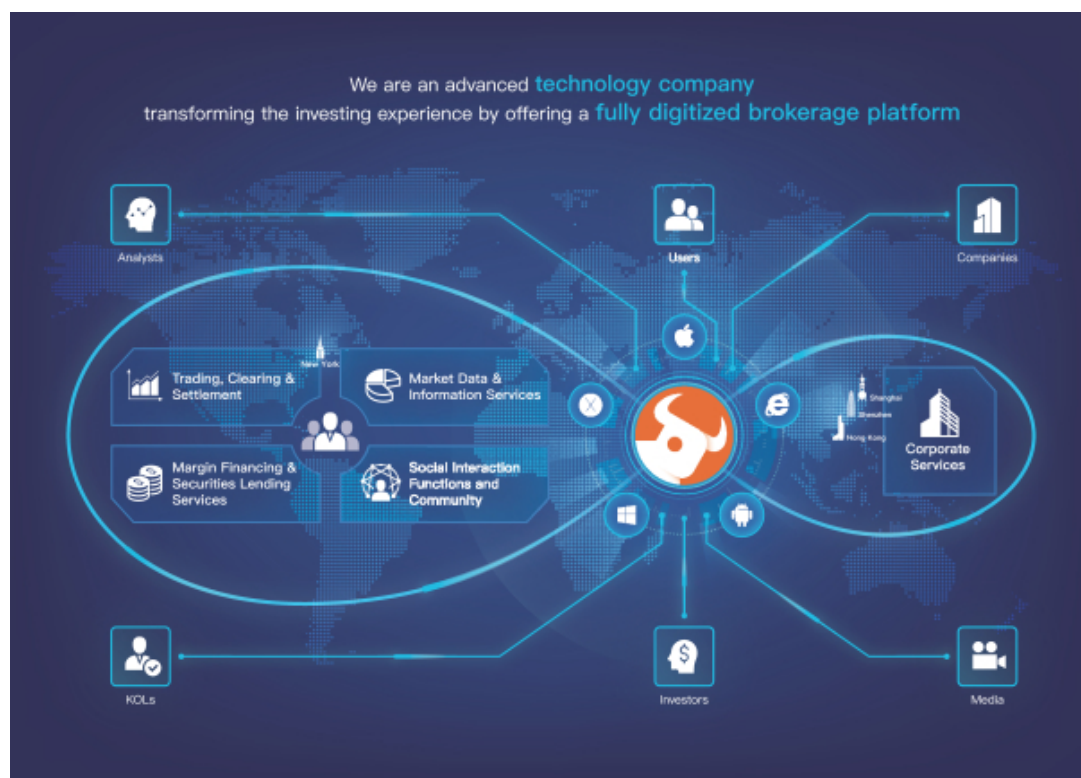 We are an advanced technology company
transforming the investing experience by offering a fully digitized brokerage platform
Analysts
Users
Companies
New York
Trading, Clearing &
Settlement
Market Data &
Information Services
Margin Financing &
Securities Lending
Services
Social Interaction
Functions and
Community
Shanghai
Shenzhen
Hong Kong
Corporate
Services
KOLs
Investors
Media